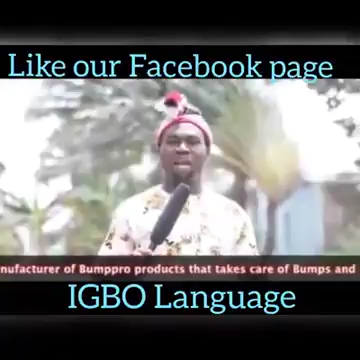 Like our Facebook page
nufacturer of Bumppro products that takes care of Bumps and
IGBO Language